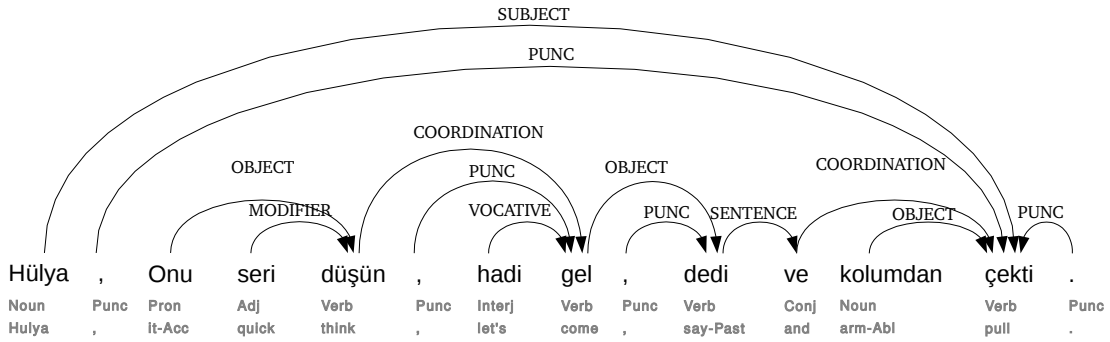 SUBJECT
PUNC
COORDINATION
OBJECT PUNC OBJECT COORDINATION
MODIFIER VOCATIVE PUNC SENTENCE OBJECT PUNC
Hülya , Onu seri düşün , hadi gel , dedi ve kolumdan çekti .
Noun Punc Pron Adj Verb Punc Interj Verb Punc Verb Conj Noun Verb Punc
Hulya , it-Acc quick think , let's come , say-Past and arm-Abl pull .